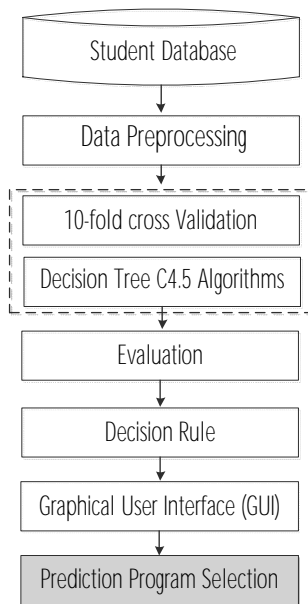 Student Database
Data Preprocessing
10-fold cross Validation
Decision Tree C4.5 Algorithms
Evaluation
Decision Rule
Graphical User Interface (GUI)
Prediction Program Selection